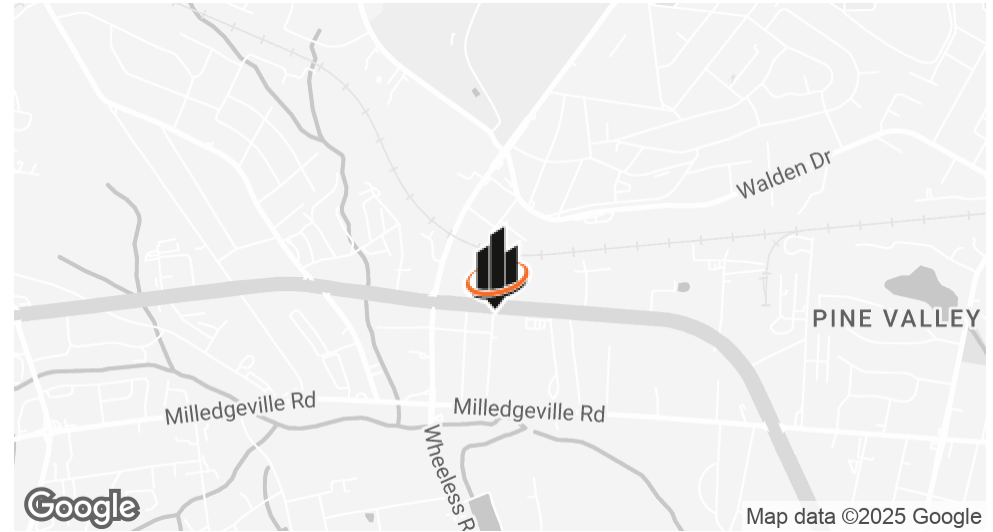 Walden Dr
PINE VALLEY
Milledgeville Rd
Milledgeville Rd
Wheeless R
Google
Map data ©2025 Google